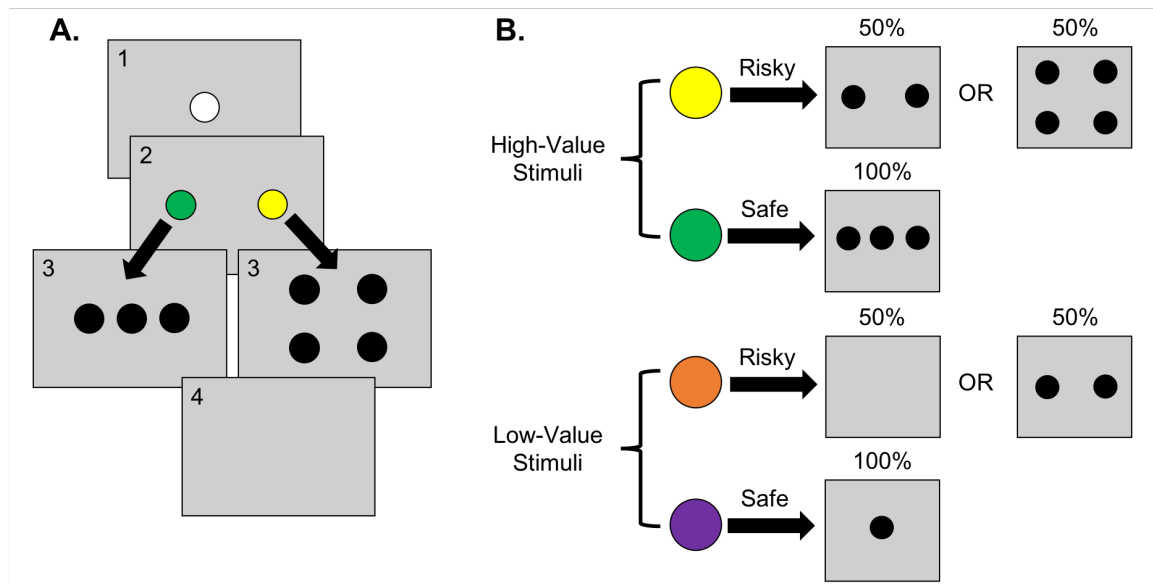 A.
1
2
3
3
4
B.
50%
50%
Risky
OR
High-Value
Stimuli
100%
Safe
50%
50%
Risky
OR
Low-Value
Stimuli
100%
Safe